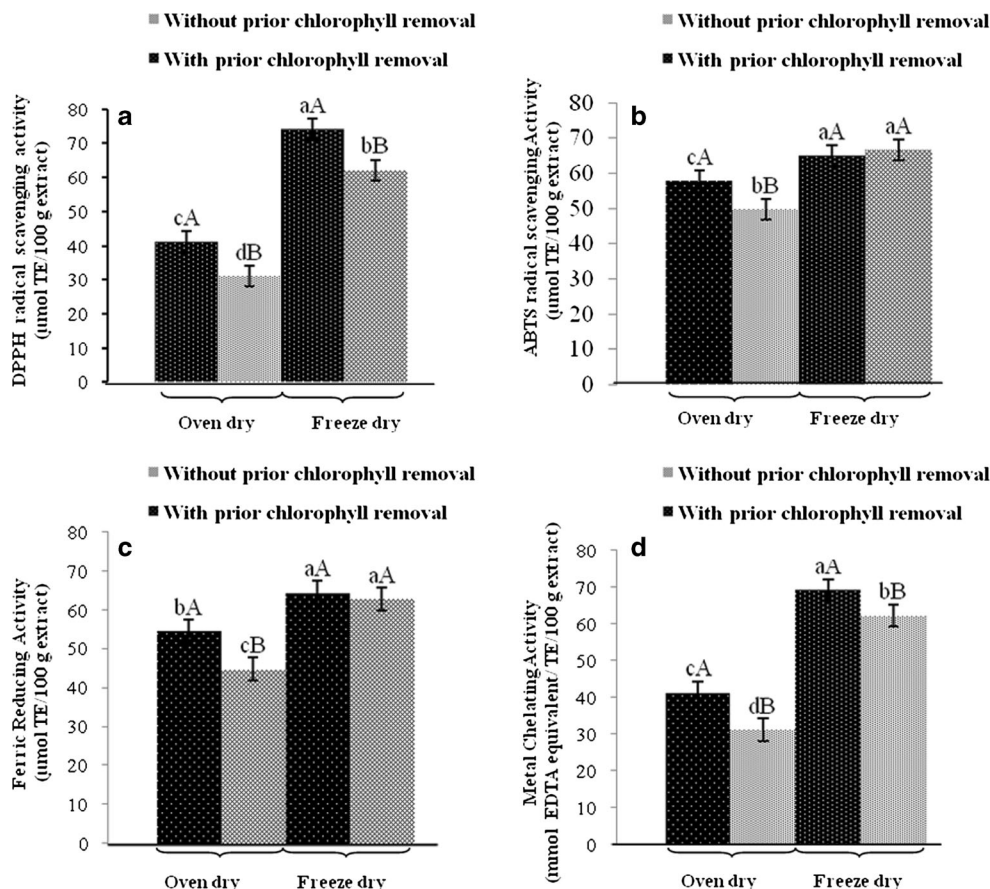 Without prior chlorophyll removal
With prior chlorophyll removal
a
DPPH radical scavenging activity
(µmol TE/100 g extract)
80
70
60
50
40
30
20
10
0
cA
dB
aA
bB
Oven dry
Freeze dry
Without prior chlorophyll removal
With prior chlorophyll removal
b
ABTS radical scavenging Activity
(µmol TE/100 g extract)
80
70
60
50
40
30
20
10
0
cA
bB
aA
aA
Oven dry
Freeze dry
Without prior chlorophyll removal
With prior chlorophyll removal
c
Ferric Reducing Activity
(µmol TE/100 g extract)
80
70
60
50
40
30
20
10
0
bA
cB
aA
aA
Oven dry
Freeze dry
Without prior chlorophyll removal
With prior chlorophyll removal
d
Metal Chelating Activity
(mmol EDTA equivalent/ TE/100 g extract)
80
70
60
50
40
30
20
10
0
cA
dB
aA
bB
Oven dry
Freeze dry